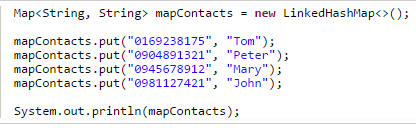 Map<String, String> mapContacts = new LinkedHashMap<>();
mapContacts.put("0169238175", "Tom");
mapContacts.put("0904891321", "Peter");
mapContacts.put("0945678912", "Mary");
mapContacts.put("0981127421", "John");
System.out.println(mapContacts);